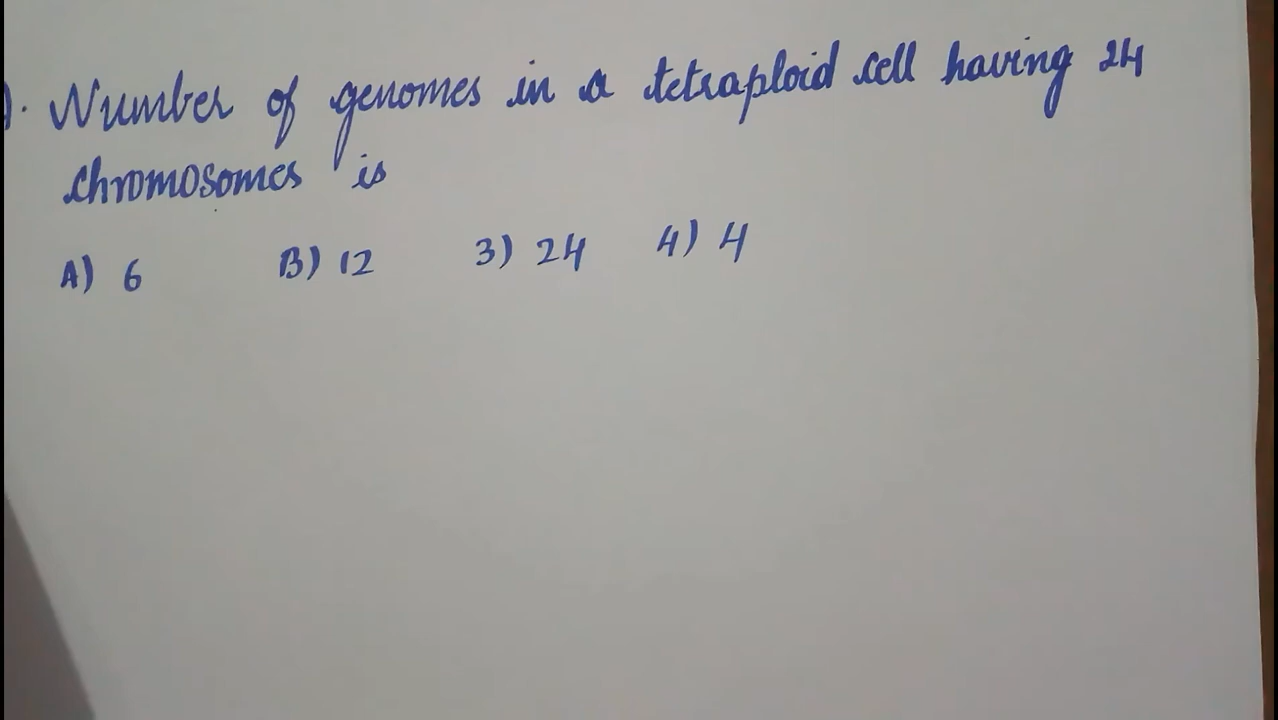 ). Number of genomes in a tetraploid cell having 24
chromosomes is
A) 6 B) 12 3) 24 4) 4